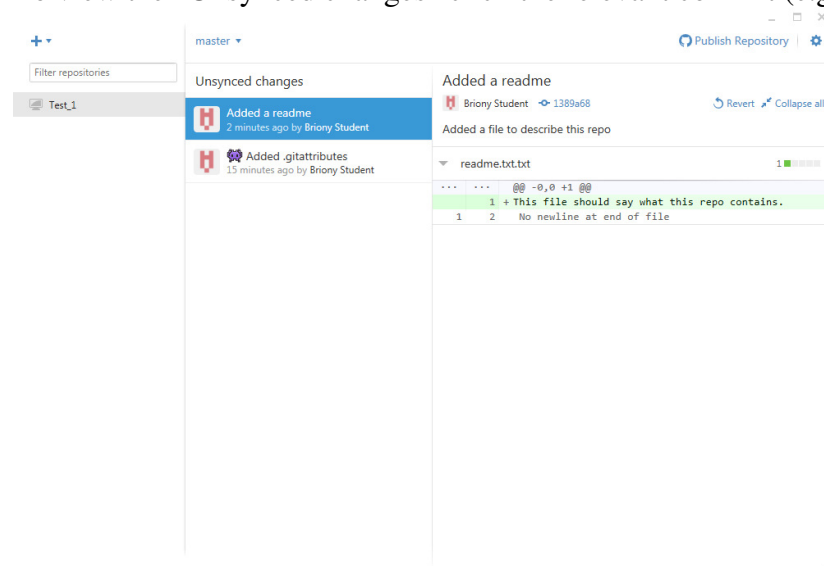 master
Publish Repository
Filter repositories
Test_1
Unsynced changes
Added a readme
2 minutes ago by Briony Student
Added .gitattributes
15 minutes ago by Briony Student
Added a readme
Briony Student 1389a68 Revert Collapse all
Added a file to describe this repo
readme.txt.txt 1
... ... @@ -0,0 +1 @@
1 +This file should say what this repo contains.
1 2 No newline at end of file